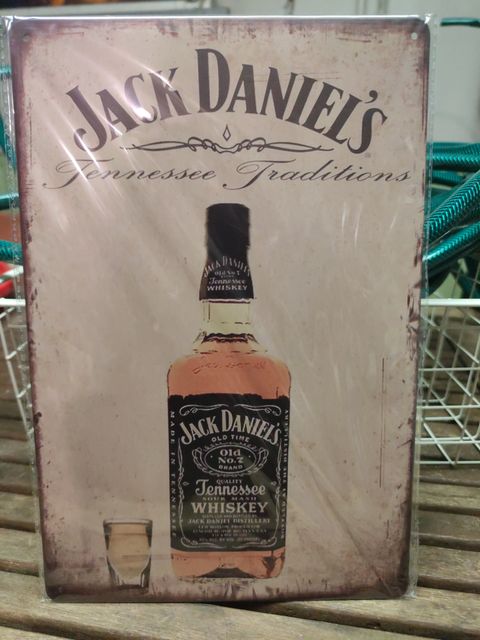 JACK DANIEL'S
Tennessee Traditions
JACK DANIEL'S
Old No.7
Tennessee
WHISKEY
JACK DANIEL'S
OLD TIME
Old
No.7
BRAND
QUALITY
Tennessee
SOUR MASH
WHISKEY
JACK DANIEL DISTILLERY
MADE IN TENNESSEE